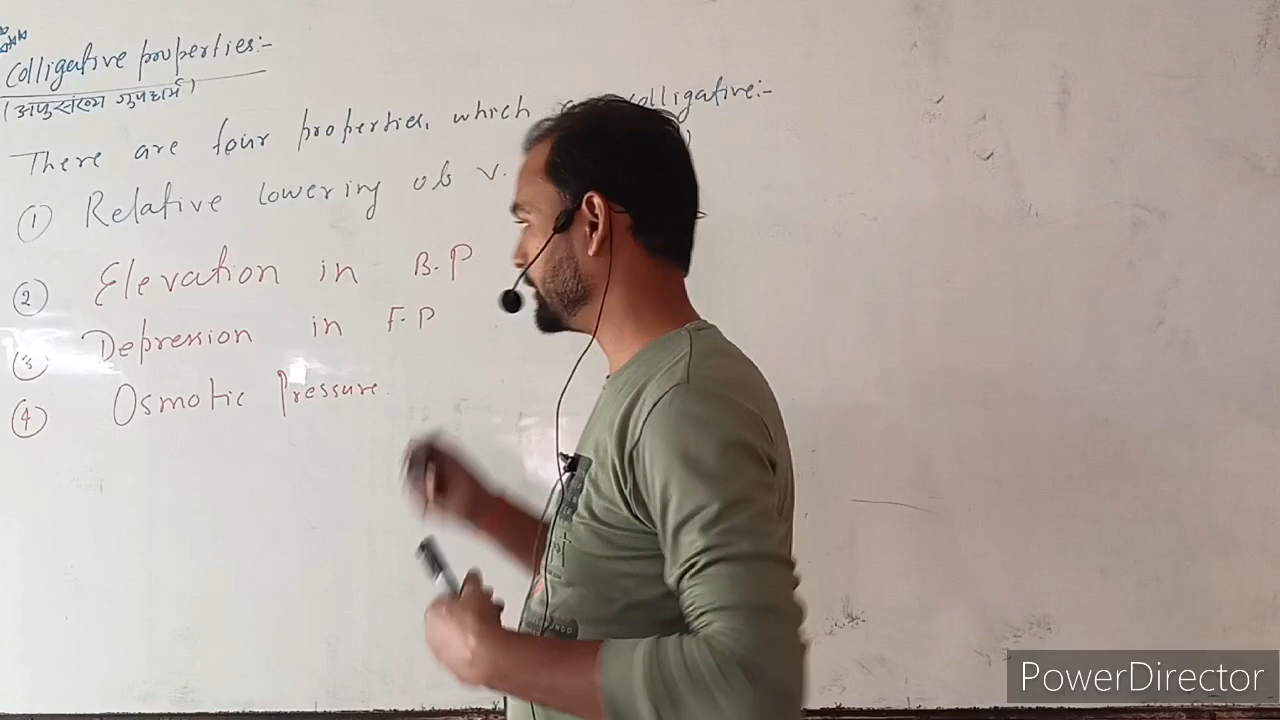 Colligative properties:-
(अणुसंख्य गुणधर्म)
There are four properties, which colligative:-
① Relative lowering ob v.
② Elevation in B.P
③ Depression in F.P
④ Osmotic Pressure.
PowerDirector